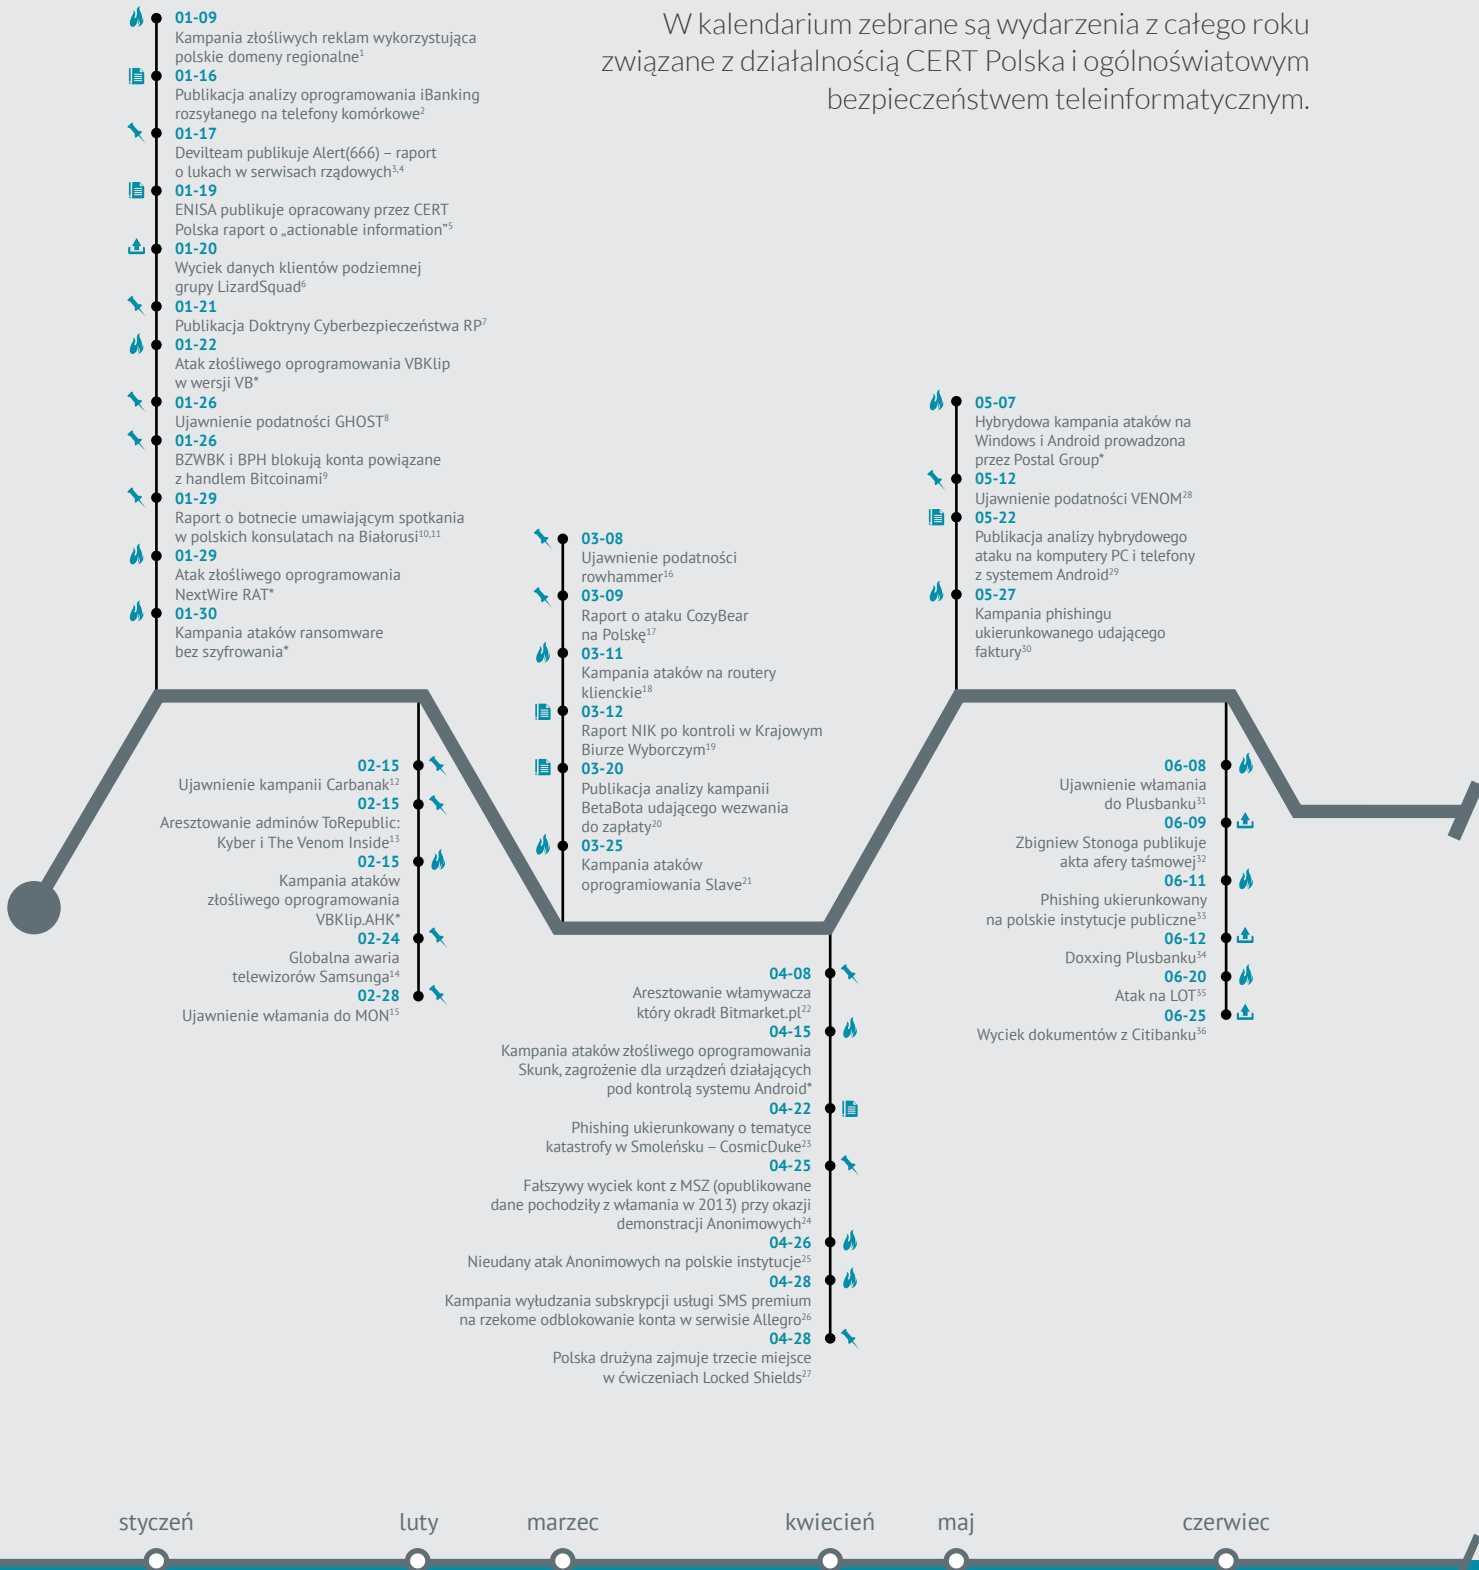 W kalendarium zebrane są wydarzenia z całego roku
związane z działalnością CERT Polska i ogólnoświatowym
bezpieczeństwem teleinformatycznym.
01-09
Kampania złośliwych reklam wykorzystująca
polskie domeny regionalne¹
01-16
Publikacja analizy oprogramowania iBanking
rozsyłanego na telefony komórkowe²
01-17
Devilteam publikuje Alert(666) – raport
o lukach w serwisach rządowych³,⁴
01-19
ENISA publikuje opracowany przez CERT
Polska raport o „actionable information”⁵
01-20
Wyciek danych klientów podziemnej
grupy LizardSquad⁶
01-21
Publikacja Doktryny Cyberbezpieczeństwa RP⁷
01-22
Atak złośliwego oprogramowania VBKlip
w wersji VB*
01-26
Ujawnienie podatności GHOST⁸
01-26
BZWBK i BPH blokują konta powiązane
z handlem Bitcoinami⁹
01-29
Raport o botnecie umawiającym spotkania
w polskich konsulatach na Białorusi¹⁰,¹¹
01-29
Atak złośliwego oprogramowania
NextWire RAT*
01-30
Kampania ataków ransomware
bez szyfrowania*
02-15
Ujawnienie kampanii Carbanak¹²
02-15
Aresztowanie adminów ToRepublic:
Kyber i The Venom Inside¹³
02-15
Kampania ataków
złośliwego oprogramowania
VBKlip.AHK*
02-24
Globalna awaria
telewizorów Samsunga¹⁴
02-28
Ujawnienie włamania do MON¹⁵
03-08
Ujawnienie podatności
rowhammer¹⁶
03-09
Raport o ataku CozyBear
na Polskę¹⁷
03-11
Kampania ataków na routery
klienckie¹⁸
03-12
Raport NIK po kontroli w Krajowym
Biurze Wyborczym¹⁹
03-20
Publikacja analizy kampanii
BetaBota udającego wezwania
do zapłaty²⁰
03-25
Kampania ataków
oprogramiowania Slave²¹
04-08
Aresztowanie włamywacza
który okradł Bitmarket.pl²²
04-15
Kampania ataków złośliwego oprogramowania
Skunk, zagrożenie dla urządzeń działających
pod kontrolą systemu Android*
04-22
Phishing ukierunkowany o tematyce
katastrofy w Smoleńsku – CosmicDuke²³
04-25
Fałszywy wyciek kont z MSZ (opublikowane
dane pochodziły z włamania w 2013) przy okazji
demonstracji Anonimowych²⁴
04-26
Nieudany atak Anonimowych na polskie instytucje²⁵
04-28
Kampania wyłudzania subskrypcji usługi SMS premium
na rzekome odblokowanie konta w serwisie Allegro²⁶
04-28
Polska drużyna zajmuje trzecie miejsce
w ćwiczeniach Locked Shields²⁷
05-07
Hybrydowa kampania ataków na
Windows i Android prowadzona
przez Postal Group*
05-12
Ujawnienie podatności VENOM²⁸
05-22
Publikacja analizy hybrydowego
ataku na komputery PC i telefony
z systemem Android²⁹
05-27
Kampania phishingu
ukierunkowanego udającego
faktury³⁰
06-08
Ujawnienie włamania
do Plusbanku³¹
06-09
Zbigniew Stonoga publikuje
akta afery taśmowej³²
06-11
Phishing ukierunkowany
na polskie instytucje publiczne³³
06-12
Doxxing Plusbanku³⁴
06-20
Atak na LOT³⁵
06-25
Wyciek dokumentów z Citibanku³⁶
styczeń
luty
marzec
kwiecień
maj
czerwiec